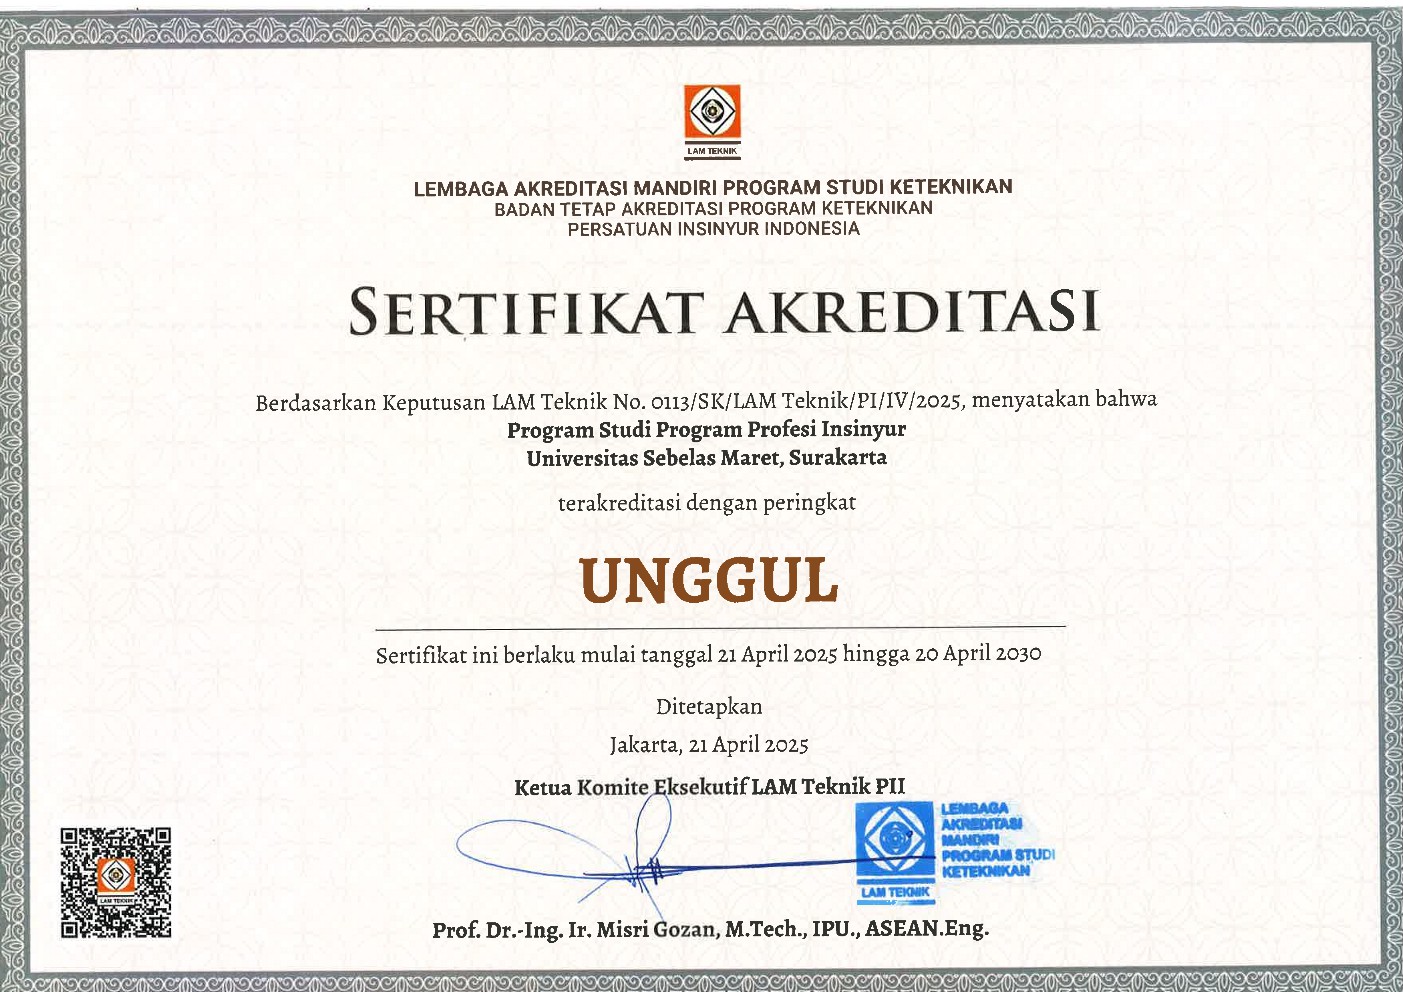 LAM TEKNIK
LEMBAGA AKREDITASI MANDIRI PROGRAM STUDI KETEKNIKAN
BADAN TETAP AKREDITASI PROGRAM KETEKNIKAN
PERSATUAN INSINYUR INDONESIA
SERTIFIKAT AKREDITASI
Berdasarkan Keputusan LAM Teknik No. 0113/SK/LAM Teknik/PI/IV/2025, menyatakan bahwa
Program Studi Program Profesi Insinyur
Universitas Sebelas Maret, Surakarta
terakreditasi dengan peringkat
UNGGUL
Sertifikat ini berlaku mulai tanggal 21 April 2025 hingga 20 April 2030
Ditetapkan
Jakarta, 21 April 2025
Ketua Komite Eksekutif LAM Teknik PII
LEMBAGA
AKREDITASI
MANDIRI
PROGRAM STUDI
KETEKNIKAN
LAM TEKNIK
LAM TEKNIK
Prof. Dr.-Ing. Ir. Misri Gozan, M.Tech., IPU., ASEAN.Eng.